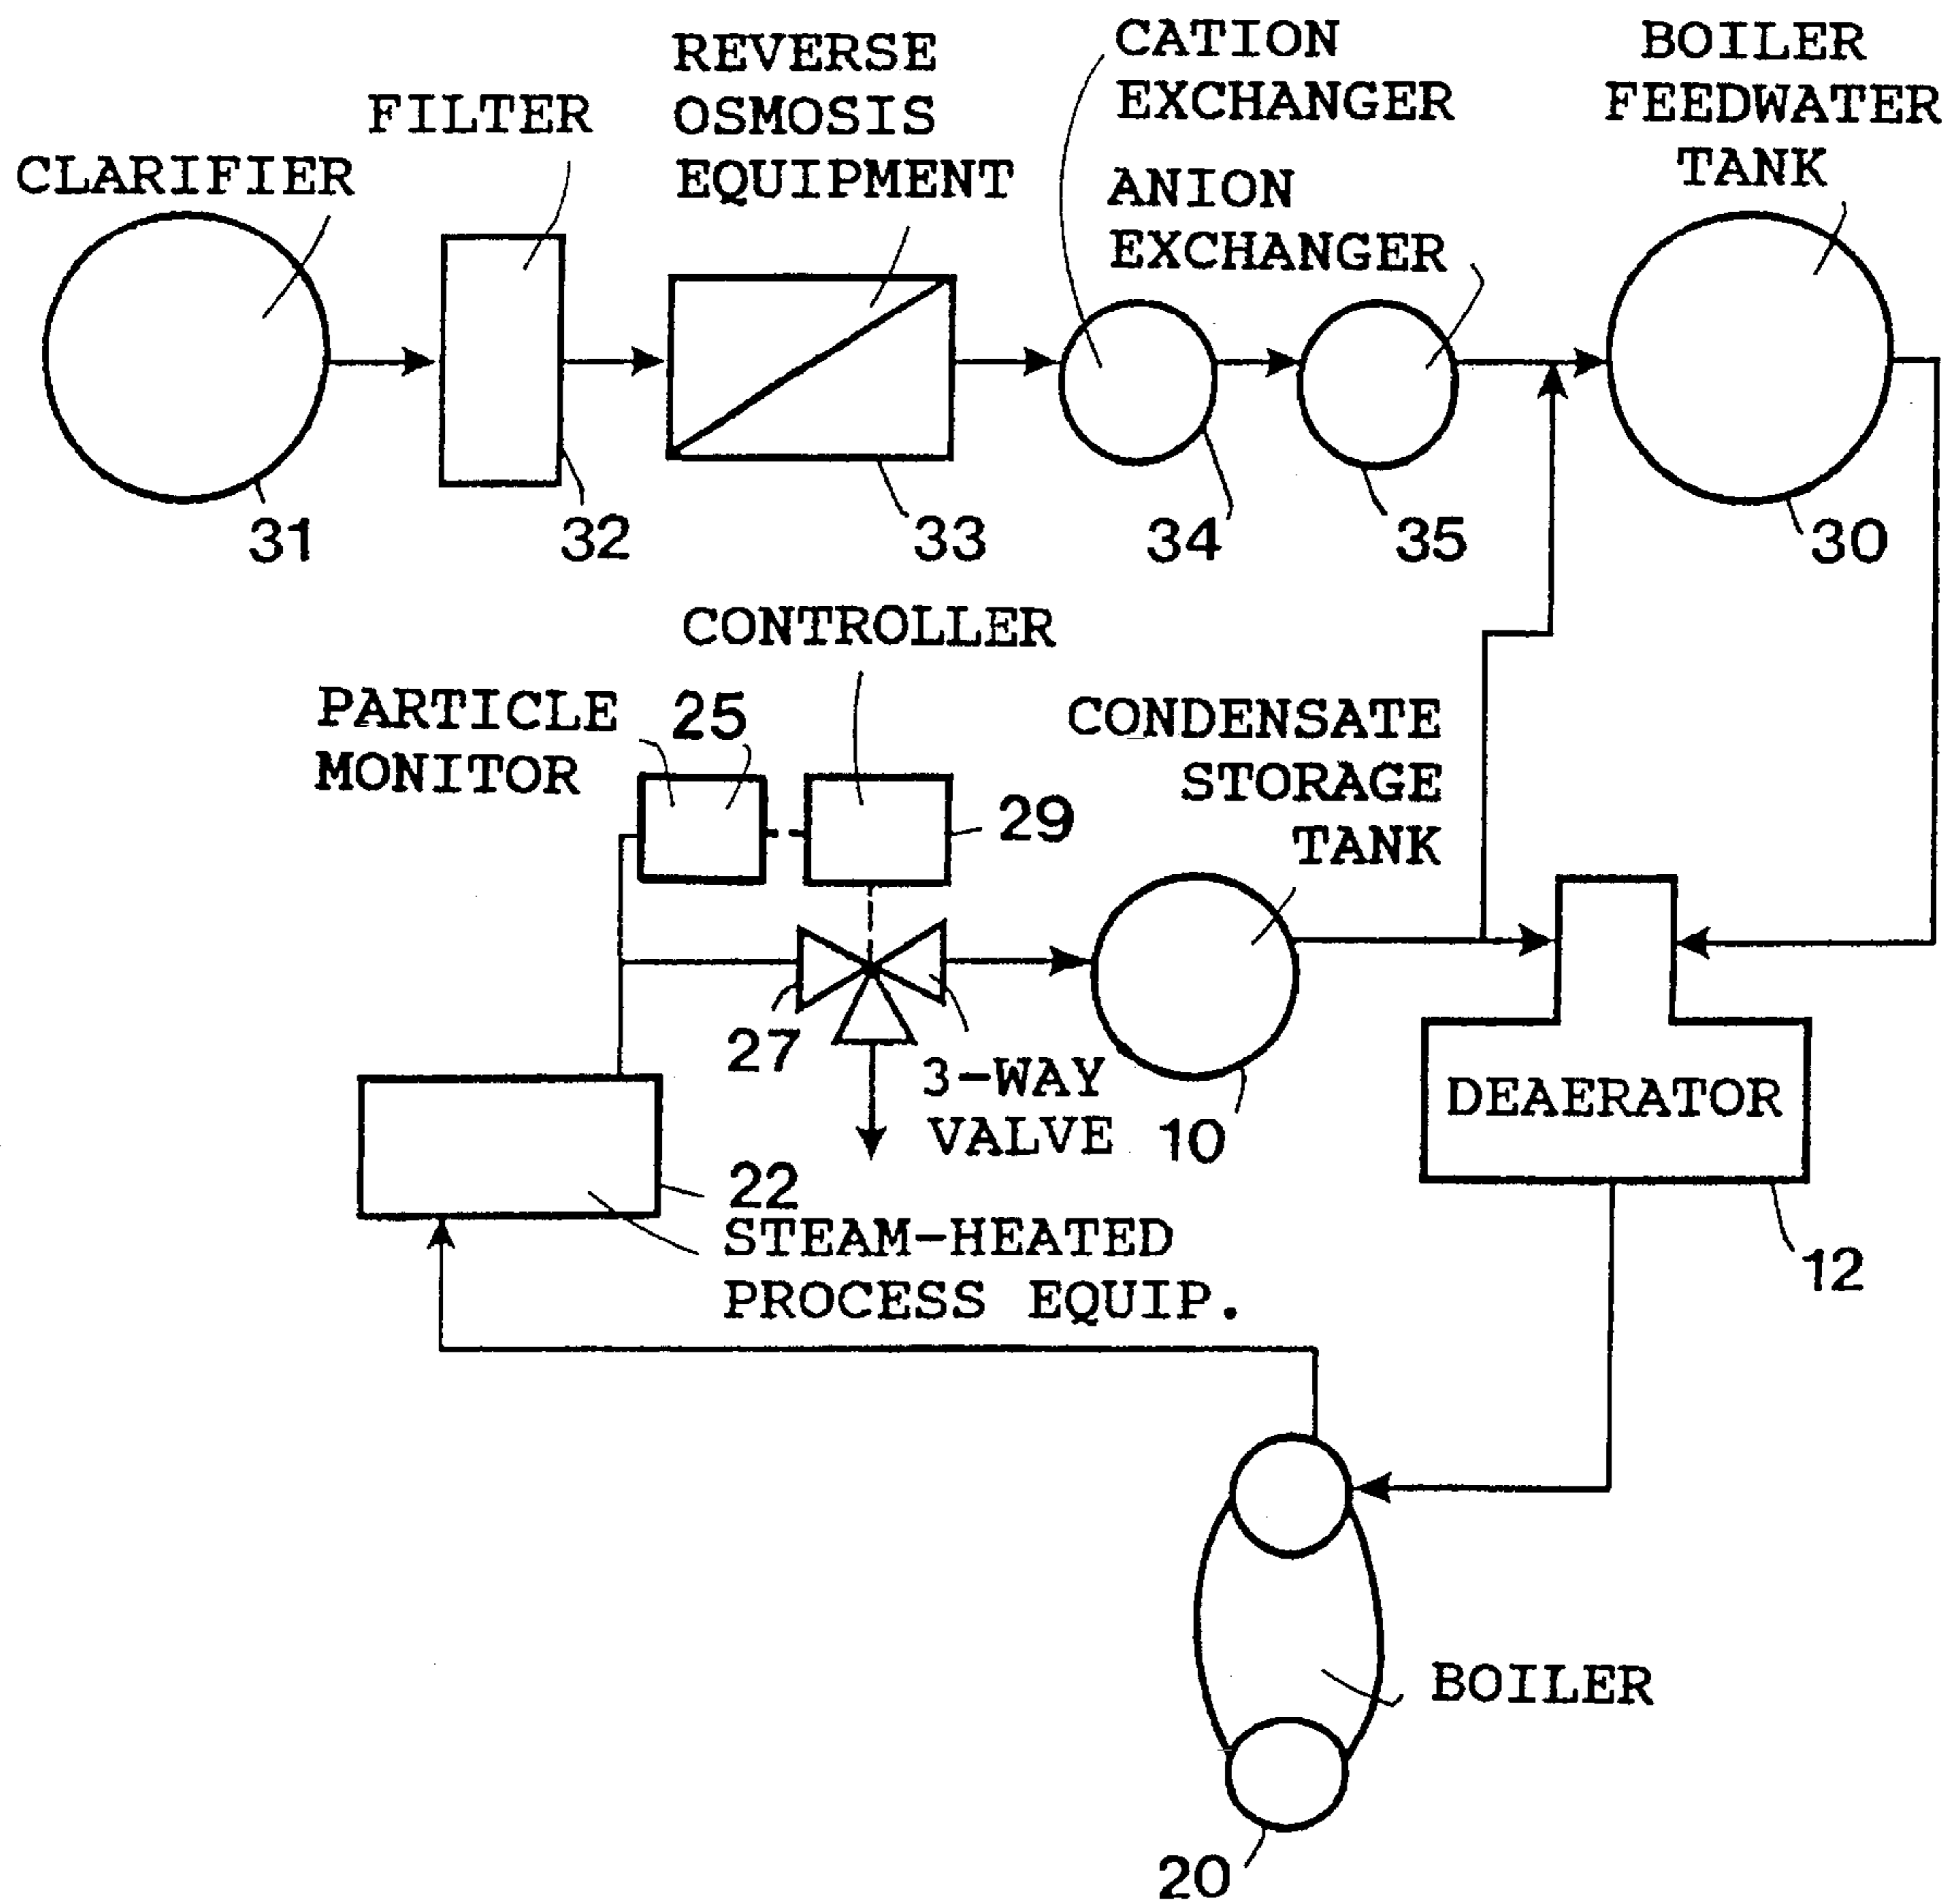 CLARIFIER
FILTER
REVERSE
OSMOSIS
EQUIPMENT
CATION
EXCHANGER
ANION
EXCHANGER
BOILER
FEEDWATER
TANK
31
32
33
34
35
30
CONTROLLER
PARTICLE
MONITOR
25
29
CONDENSATE
STORAGE
TANK
27
3-WAY
VALVE
10
DEAERATOR
12
22
STEAM-HEATED
PROCESS EQUIP.
BOILER
20